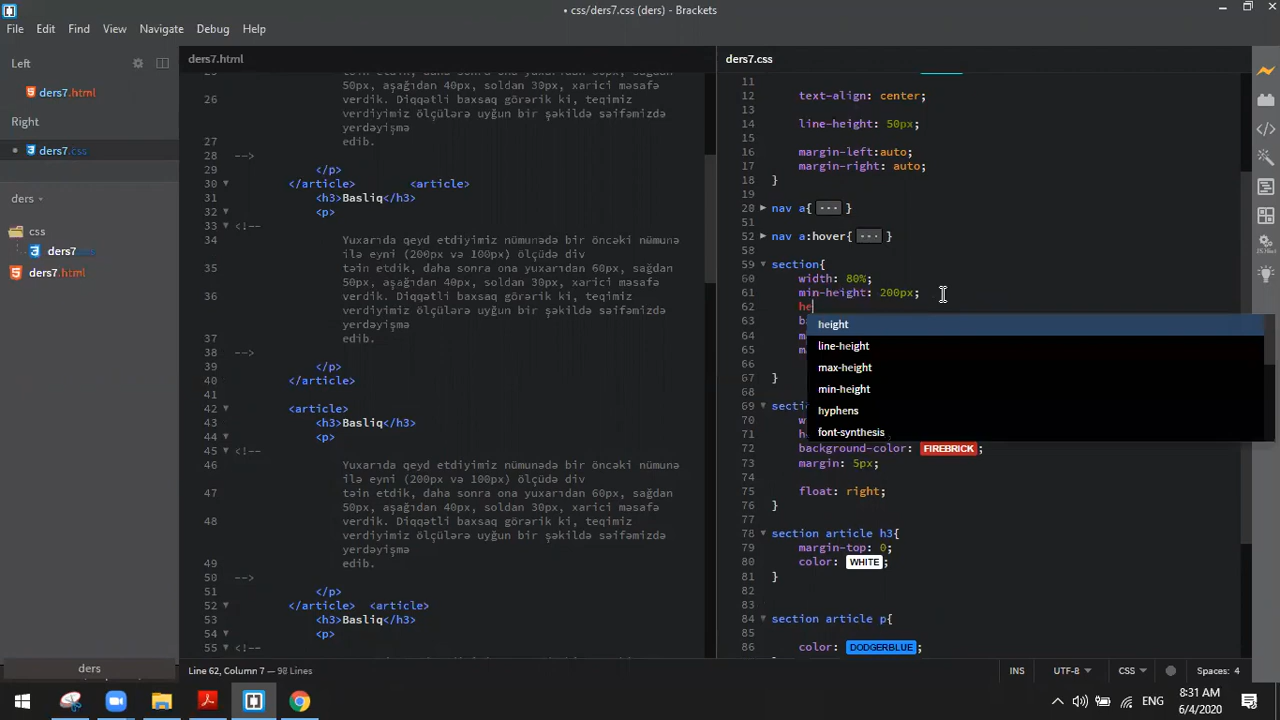 • css/ders7.css (ders) - Brackets
File Edit Find View Navigate Debug Help
Left
ders7.html
Right
• ders7.css
ders
css
ders7.css
ders7.html
ders7.html
26
27
28
29
30
31
32
33
34
35
36
37
38
39
40
41
42
43
44
45
46
47
48
49
50
51
52
53
54
55
50px, aşağıdan 40px, soldan 30px, xarici məsafə
verdik. Diqqətli baxsaq görərik ki, teqimiz
verdiyimiz ölçülərə uyğun bir şəkildə səifəmizdə
yerdəyişmə
edib.
-->
</p>
</article> <article>
<h3>Basliq</h3>
<p>
<!--
Yuxarıda qeyd etdiyimiz nümunədə bir öncəki nümunə
ilə eyni (200px və 100px) ölçüdə div
təin etdik, daha sonra ona yuxarıdan 60px, sağdan
50px, aşağıdan 40px, soldan 30px, xarici məsafə
verdik. Diqqətli baxsaq görərik ki, teqimiz
verdiyimiz ölçülərə uyğun bir şəkildə səifəmizdə
yerdəyişmə
edib.
-->
</p>
</article>
<article>
<h3>Basliq</h3>
<p>
<!--
Yuxarıda qeyd etdiyimiz nümunədə bir öncəki nümunə
ilə eyni (200px və 100px) ölçüdə div
təin etdik, daha sonra ona yuxarıdan 60px, sağdan
50px, aşağıdan 40px, soldan 30px, xarici məsafə
verdik. Diqqətli baxsaq görərik ki, teqimiz
verdiyimiz ölçülərə uyğun bir şəkildə səifəmizdə
yerdəyişmə
edib.
-->
</p>
</article> <article>
<h3>Basliq</h3>
<p>
<!--
ders7.css
11
12 text-align: center;
13
14 line-height: 50px;
15
16 margin-left:auto;
17 margin-right: auto;
18 }
19
20 nav a{ ... }
51
52 nav a:hover{ ... }
58
59 section{
60 width: 80%;
61 min-height: 200px;
62 he
63 b
64 m
65 m
66
67 }
68
69 secti
70 w
71 h
72 background-color: FIREBRICK;
73 margin: 5px;
74
75 float: right;
76 }
77
78 section article h3{
79 margin-top: 0;
80 color: WHITE;
81 }
82
83
84 section article p{
85
86 color: DODGERBLUE;
height
line-height
max-height
min-height
hyphens
font-synthesis
ders
Line 62, Column 7 — 98 Lines
INS UTF-8 CSS Spaces: 4
ENG
8:31 AM
6/4/2020